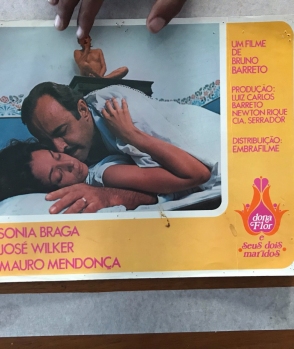 UM FILME
DE
BRUNO
BARRETO
PRODUÇÃO:
LUIZ CARLOS
BARRETO
NEWTON RIQUE
CIA. SERRADOR
DISTRIBUIÇÃO:
EMBRAFILME
dona
Flor
e
seus dois
maridos
SONIA BRAGA
JOSÉ WILKER
MAURO MENDONÇA